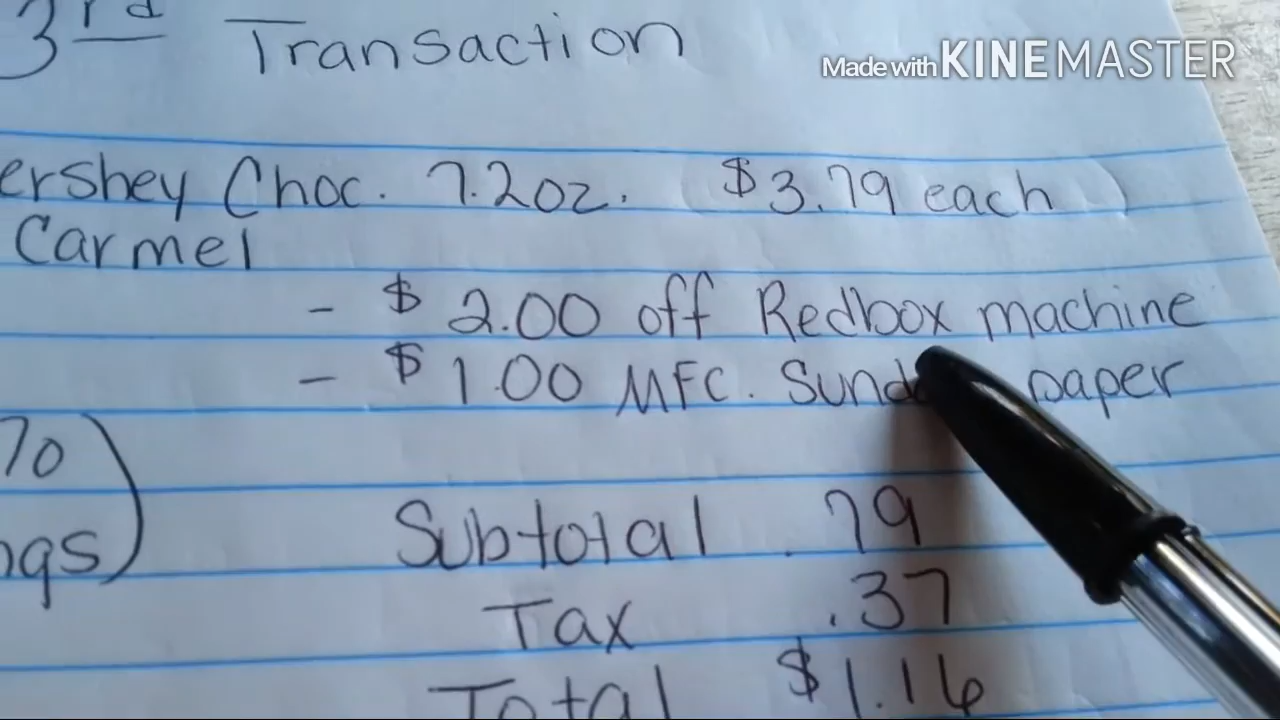 3rd Transaction
Made with KINEMASTER
ershey Choc. 7.2oz. $3.79 each
Carmel
- $2.00 off Redbox machine
- $1.00 MFC. Sund paper
70)
ngs)
Subtotal .79
Tax .37
Total $1.16